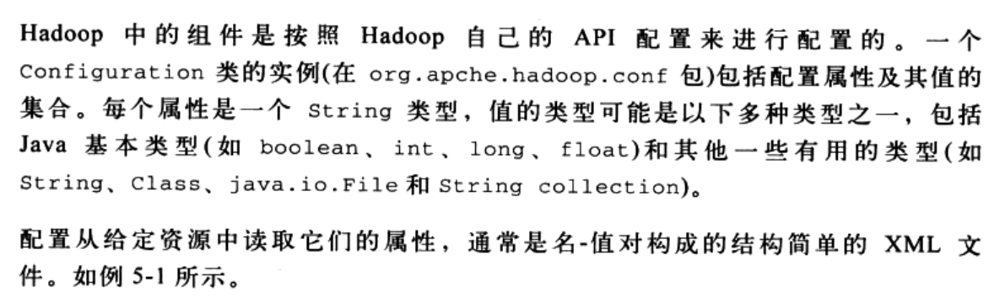 Hadoop 中的组件是按照 Hadoop 自己的 API 配置来进行配置的。一个
Configuration 类的实例(在 org.apche.hadoop.conf 包)包括配置属性及其值的
集合。每个属性是一个 String 类型，值的类型可能是以下多种类型之一，包括
Java 基本类型(如 boolean、int、long、float)和其他一些有用的类型(如
String、Class、java.io.File 和 String collection)。
配置从给定资源中读取它们的属性，通常是名-值对构成的结构简单的 XML 文
件。如例 5-1 所示。